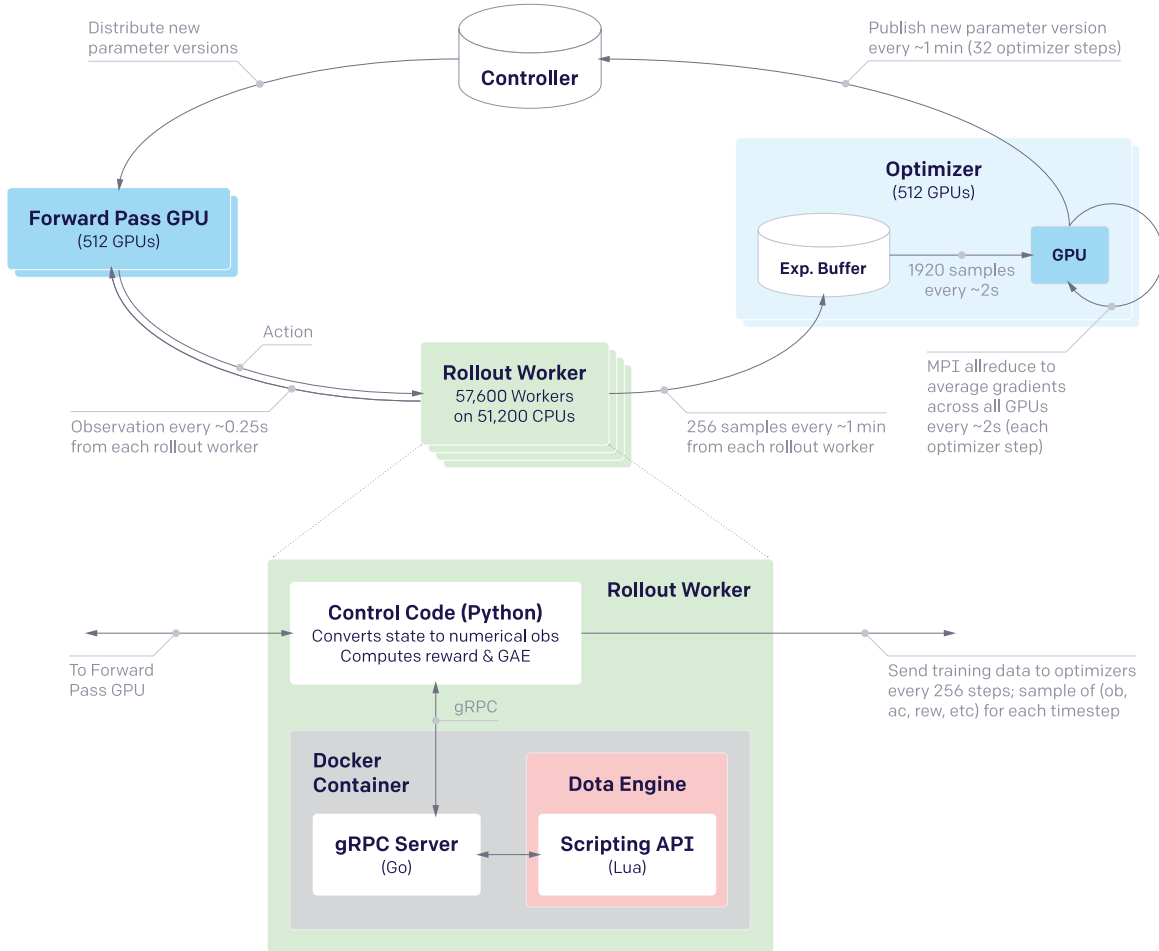 Distribute new
parameter versions
Controller
Publish new parameter version
every ~1 min (32 optimizer steps)
Optimizer
(512 GPUs)
Forward Pass GPU
(512 GPUs)
Exp. Buffer
1920 samples
every ~2s
GPU
Action
Observation every ~0.25s
from each rollout worker
Rollout Worker
57,600 Workers
on 51,200 CPUs
256 samples every ~1 min
from each rollout worker
MPI allreduce to
average gradients
across all GPUs
every ~2s (each
optimizer step)
Rollout Worker
Control Code (Python)
Converts state to numerical obs
Computes reward & GAE
To Forward
Pass GPU
Send training data to optimizers
every 256 steps; sample of (ob,
ac, rew, etc) for each timestep
gRPC
Docker
Container
Dota Engine
gRPC Server
(Go)
Scripting API
(Lua)